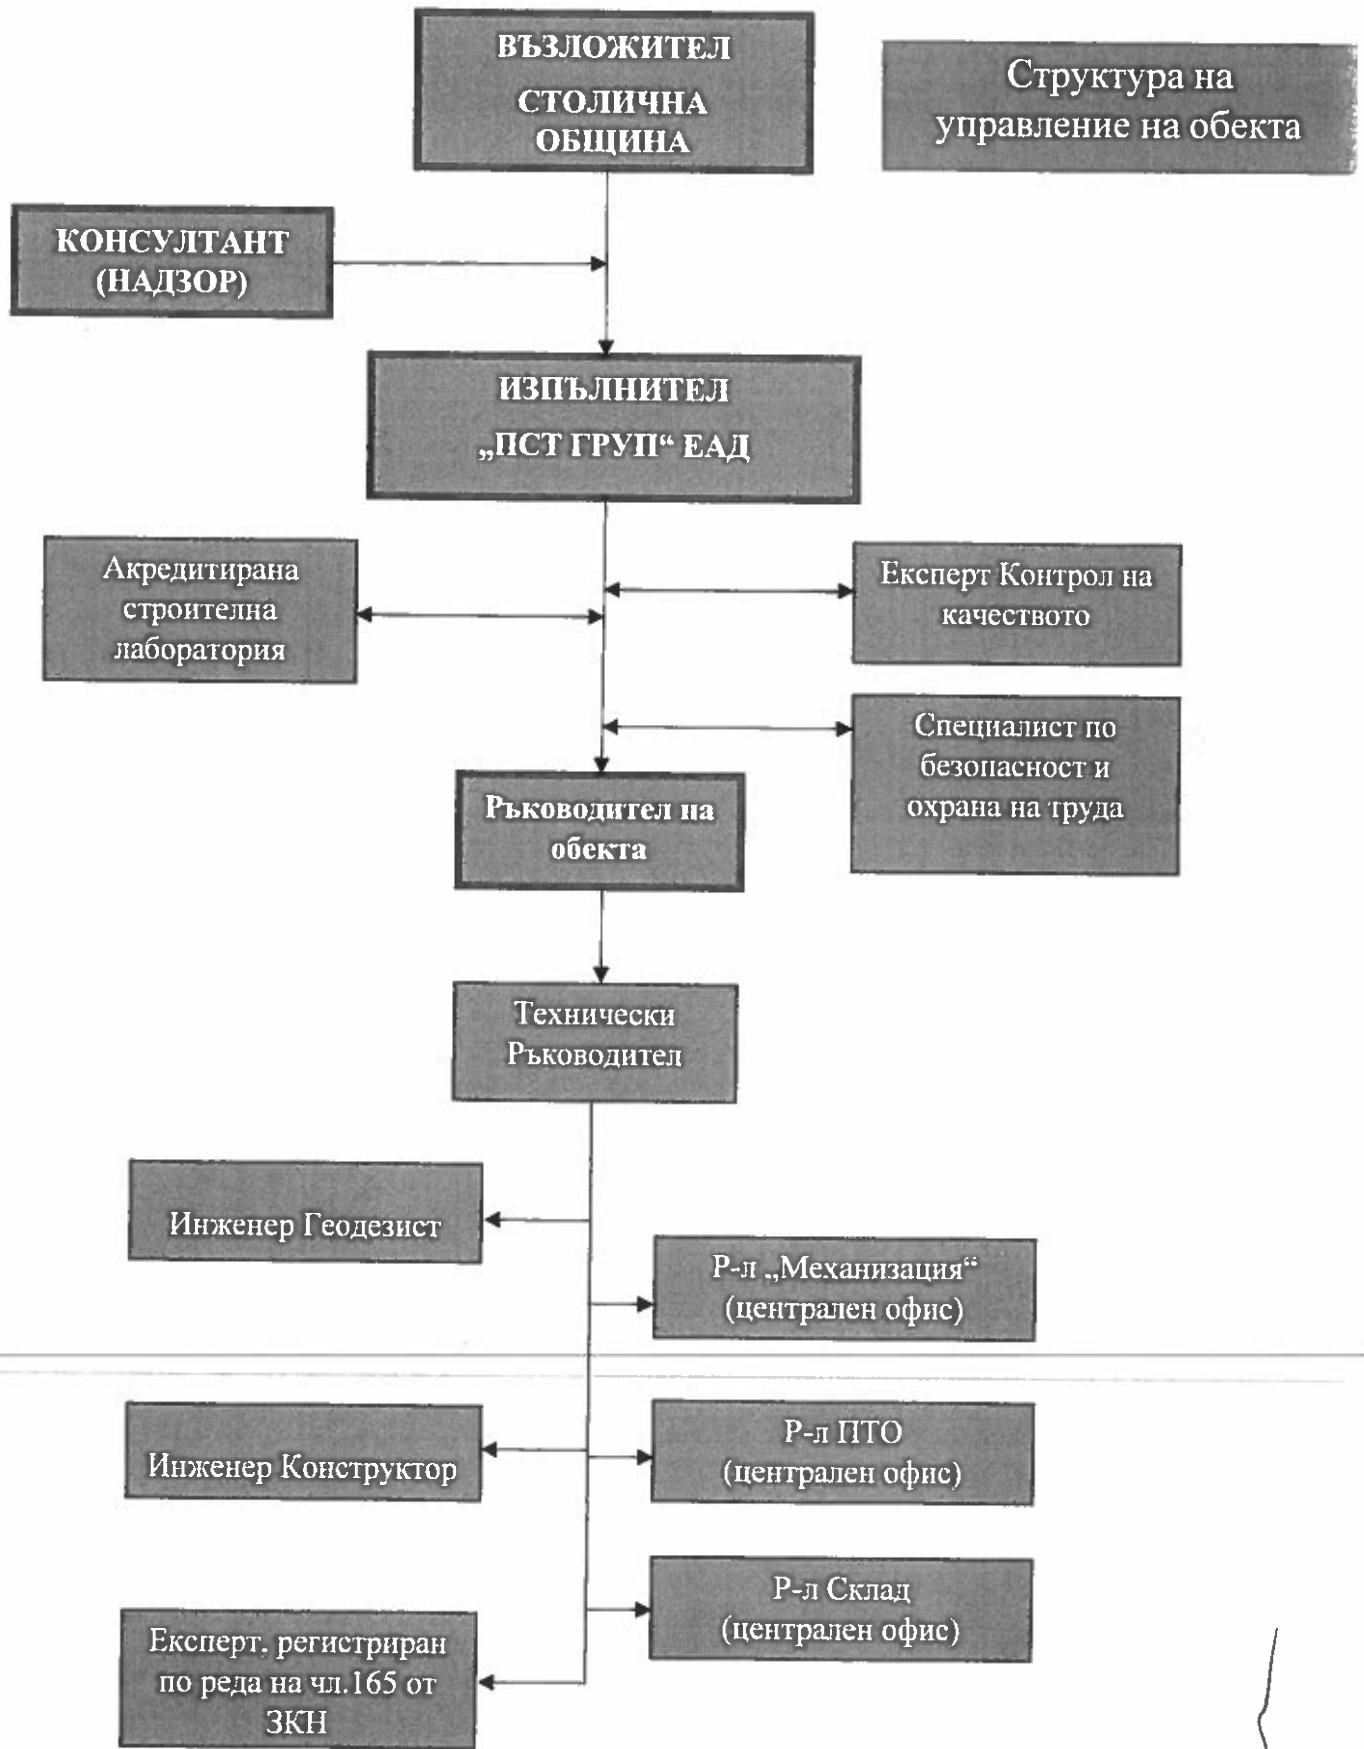 ВЪЗЛОЖИТЕЛ
СТОЛИЧНА
ОБЩИНА
Структура на
управление на обекта
КОНСУЛТАНТ
(НАДЗОР)
ИЗПЪЛНИТЕЛ
„ПСТ ГРУП“ ЕАД
Акредитирана
строителна
лаборатория
Експерт Контрол на
качеството
Специалист по
безопасност и
охрана на труда
Ръководител на
обекта
Технически
Ръководител
Инженер Геодезист
Р-л „Механизация“
(централен офис)
Инженер Конструктор
Р-л ПТО
(централен офис)
Р-л Склад
(централен офис)
Експерт, регистриран
по реда на чл.165 от
ЗКН